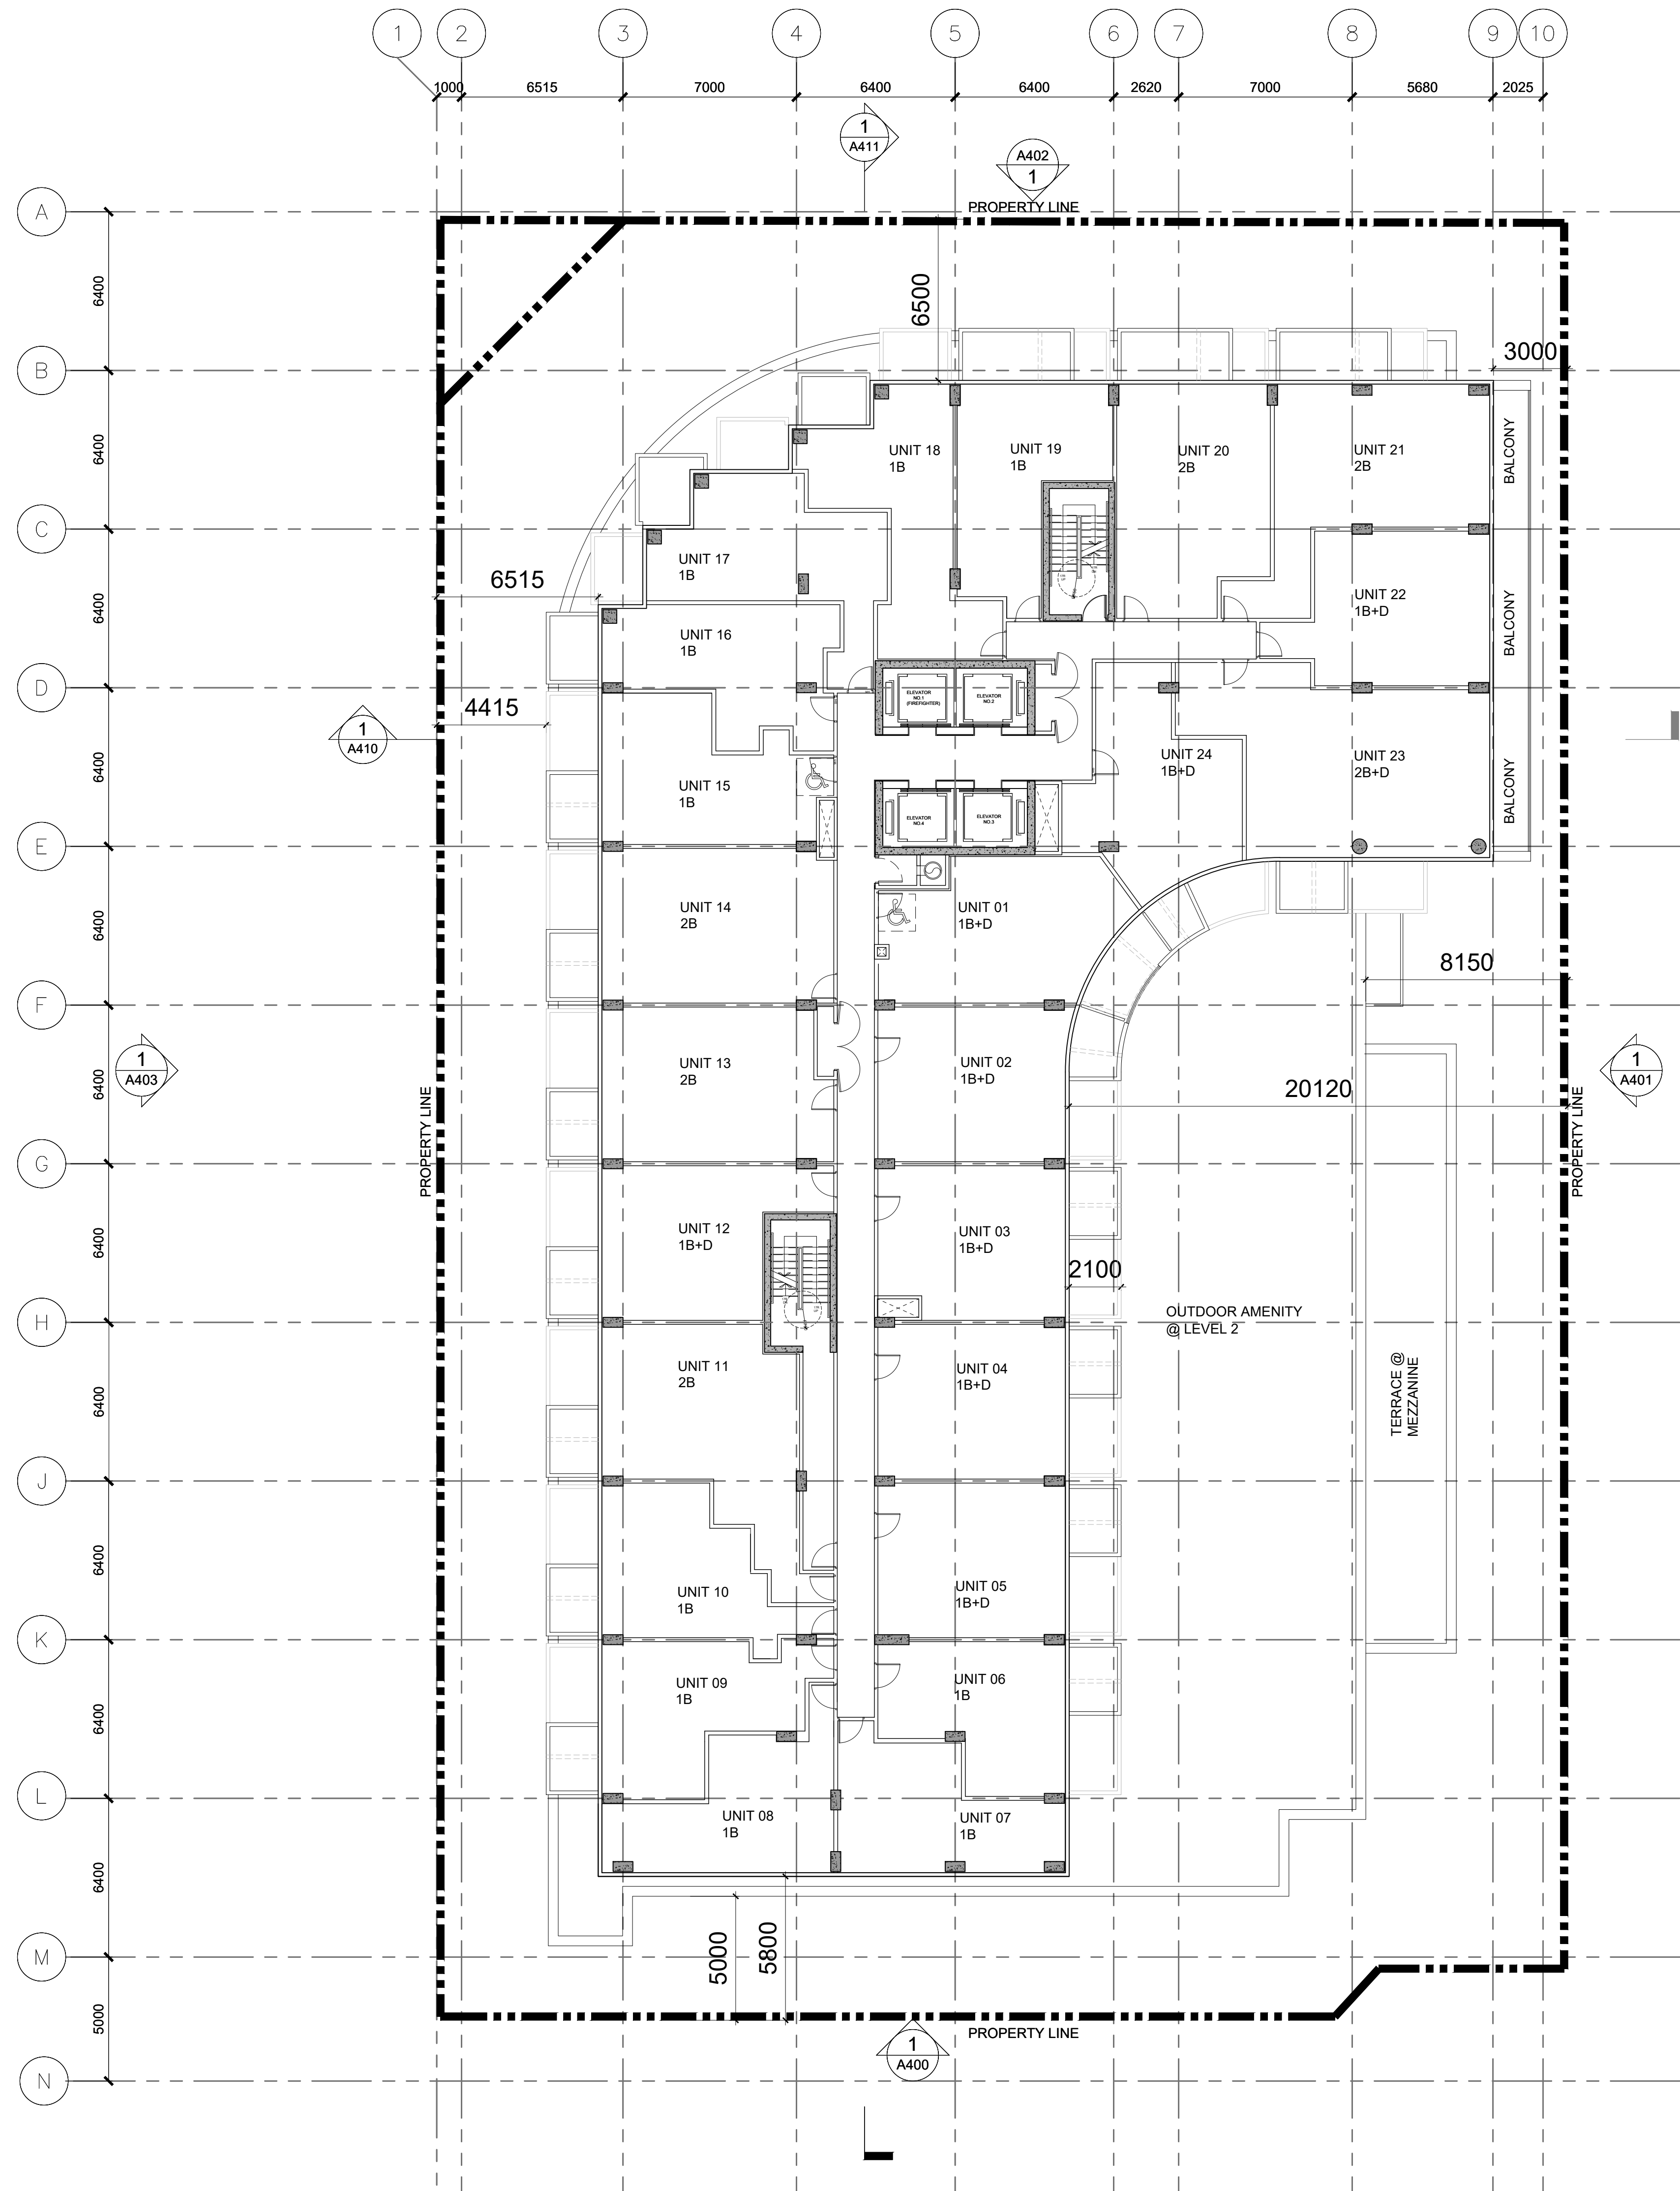 1
2
3
4
5
6
7
8
9
10
1000
6515
7000
6400
6400
2620
7000
5680
2025
1
A411
A402
1
A
PROPERTY LINE
6400
6500
B
3000
6400
UNIT 18
1B
UNIT 19
1B
UNIT 20
2B
UNIT 21
2B
BALCONY
C
6515
UNIT 17
1B
6400
UNIT 22
1B+D
BALCONY
UNIT 16
1B
D
ELEVATOR
NO.1
(FIREFIGHTER)
ELEVATOR
NO.2
4415
1
A410
6400
UNIT 15
1B
UNIT 24
1B+D
UNIT 23
2B+D
BALCONY
ELEVATOR
NO.4
ELEVATOR
NO.3
E
UNIT 14
2B
UNIT 01
1B+D
6400
8150
F
1
A403
6400
UNIT 13
2B
UNIT 02
1B+D
20120
1
A401
PROPERTY LINE
PROPERTY LINE
G
6400
UNIT 12
1B+D
UNIT 03
1B+D
2100
H
OUTDOOR AMENITY
@ LEVEL 2
6400
UNIT 11
2B
UNIT 04
1B+D
TERRACE @
MEZZANINE
J
6400
UNIT 10
1B
UNIT 05
1B+D
K
6400
UNIT 09
1B
UNIT 06
1B
L
UNIT 08
1B
UNIT 07
1B
6400
M
5000
5800
5000
PROPERTY LINE
1
A400
N